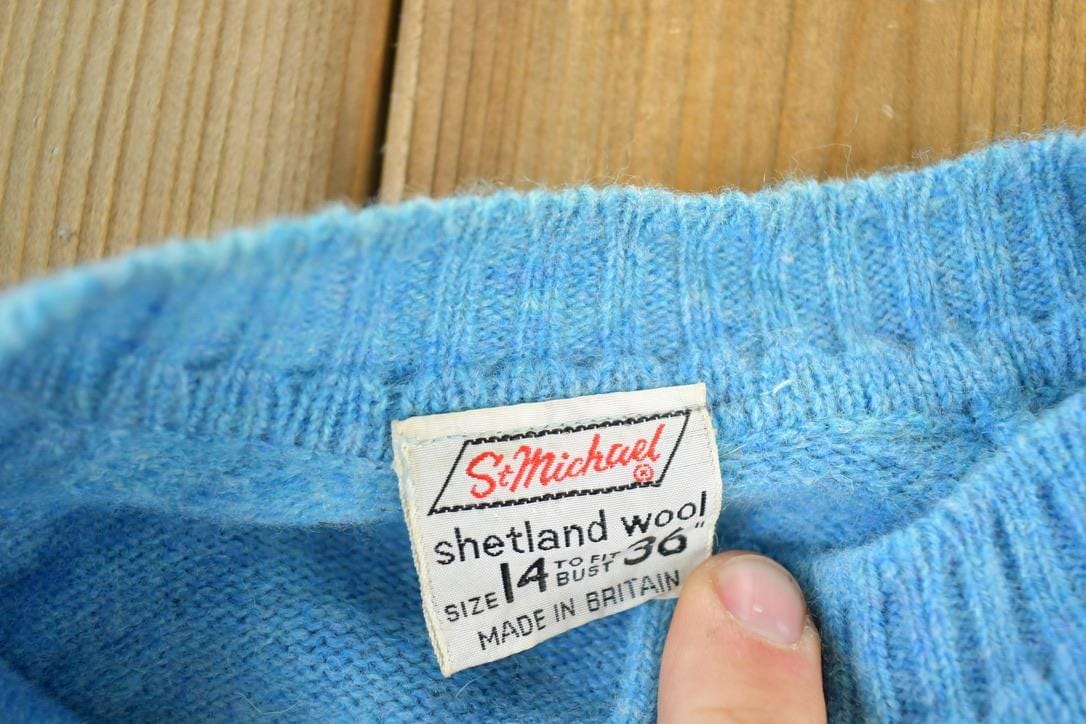 St Michael ®
shetland wool
SIZE 14 TO FIT BUST 36"
MADE IN BRITAIN